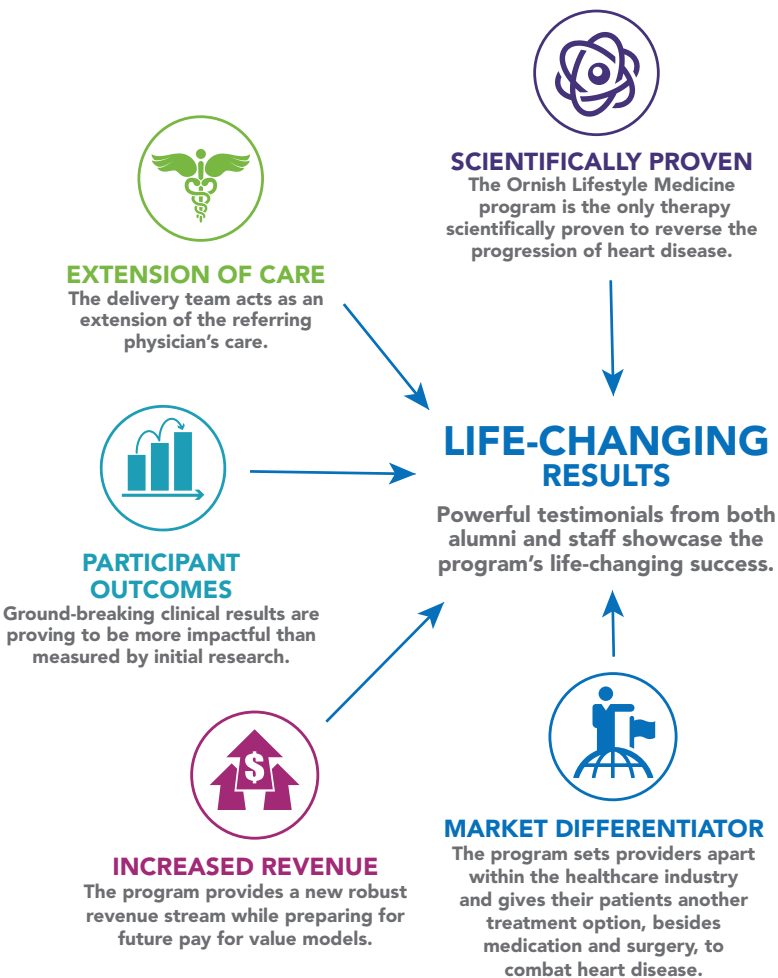 SCIENTIFICALLY PROVEN
The Ornish Lifestyle Medicine
program is the only therapy
scientifically proven to reverse the
progression of heart disease.
EXTENSION OF CARE
The delivery team acts as an
extension of the referring
physician's care.
LIFE-CHANGING
RESULTS
Powerful testimonials from both
alumni and staff showcase the
program's life-changing success.
PARTICIPANT
OUTCOMES
Ground-breaking clinical results are
proving to be more impactful than
measured by initial research.
$
INCREASED REVENUE
The program provides a new robust
revenue stream while preparing for
future pay for value models.
MARKET DIFFERENTIATOR
The program sets providers apart
within the healthcare industry
and gives their patients another
treatment option, besides
medication and surgery, to
combat heart disease.